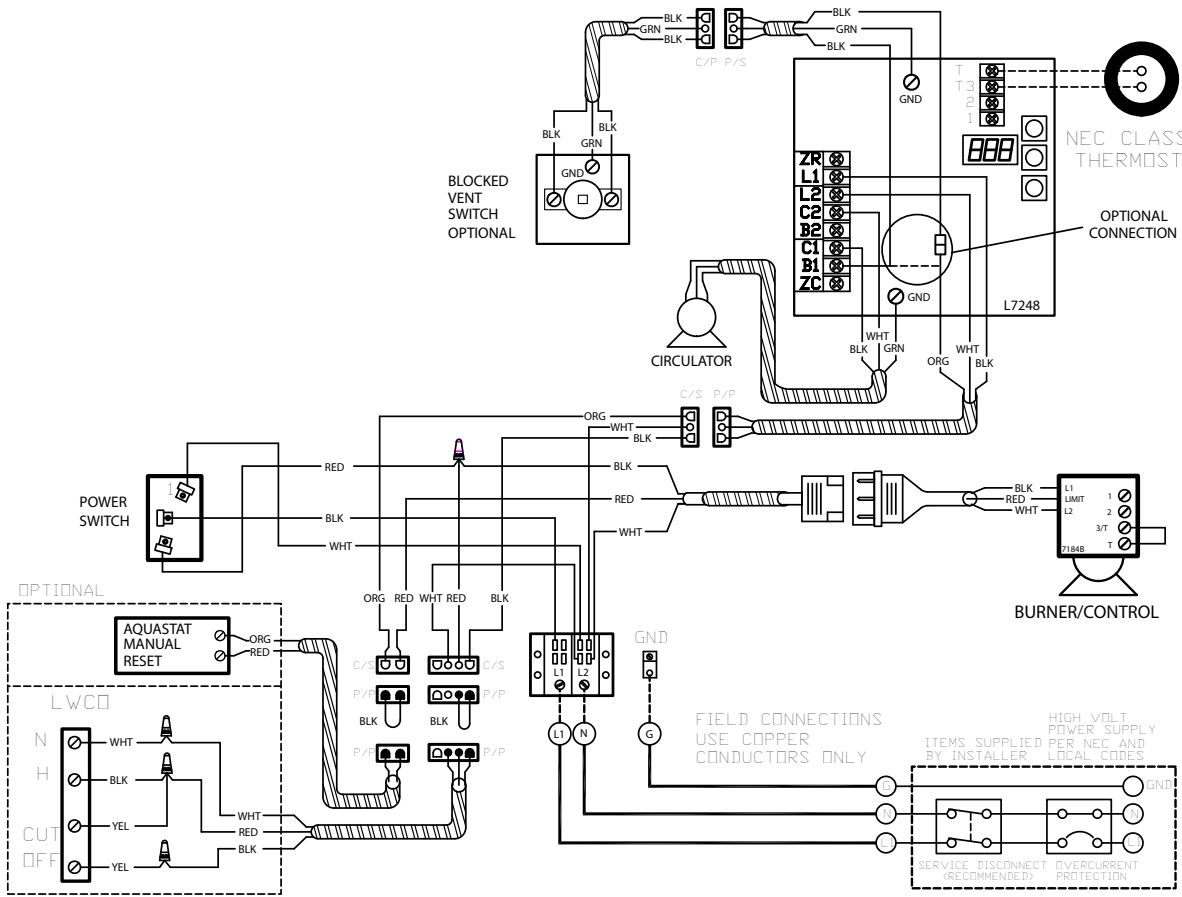 BLK
GRN
BLK
C/P P/S
BLK
GRN
BLK
GND
T
T3
2
1
NEC CLASS
THERMOST
BLK
BLK
GRN
GND
BLOCKED
VENT
SWITCH
OPTIONAL
ZR
L1
L2
C2
B2
C1
B1
ZC
OPTIONAL
CONNECTION
GND
L7248
CIRCULATOR
BLK
WHT
GRN
ORG
WHT
BLK
C/S P/P
ORG
WHT
BLK
RED
BLK
POWER
SWITCH
1
RED
BLK
WHT
WHT
BLK
RED
WHT
L1
LIMIT
L2
1
2
3/T
T
7184B
BURNER/CONTROL
OPTIONAL
ORG
RED
WHT
RED
BLK
AQUASTAT
MANUAL
RESET
ORG
RED
C/S
C/S
P/P
P/P
BLK
BLK
P/P
P/P
L1
L2
GND
L1
N
G
LWCO
N
WHT
H
BLK
YEL
CUT
OFF
YEL
WHT
RED
BLK
FIELD CONNECTIONS
USE COPPER
CONDUCTORS ONLY
ITEMS SUPPLIED
BY INSTALLER
HIGH VOLT
POWER SUPPLY
PER NEC AND
LOCAL CODES
G
GND
N
N
L1
L1
SERVICE DISCONNECT
(RECOMMENDED)
OVERCURRENT
PROTECTION